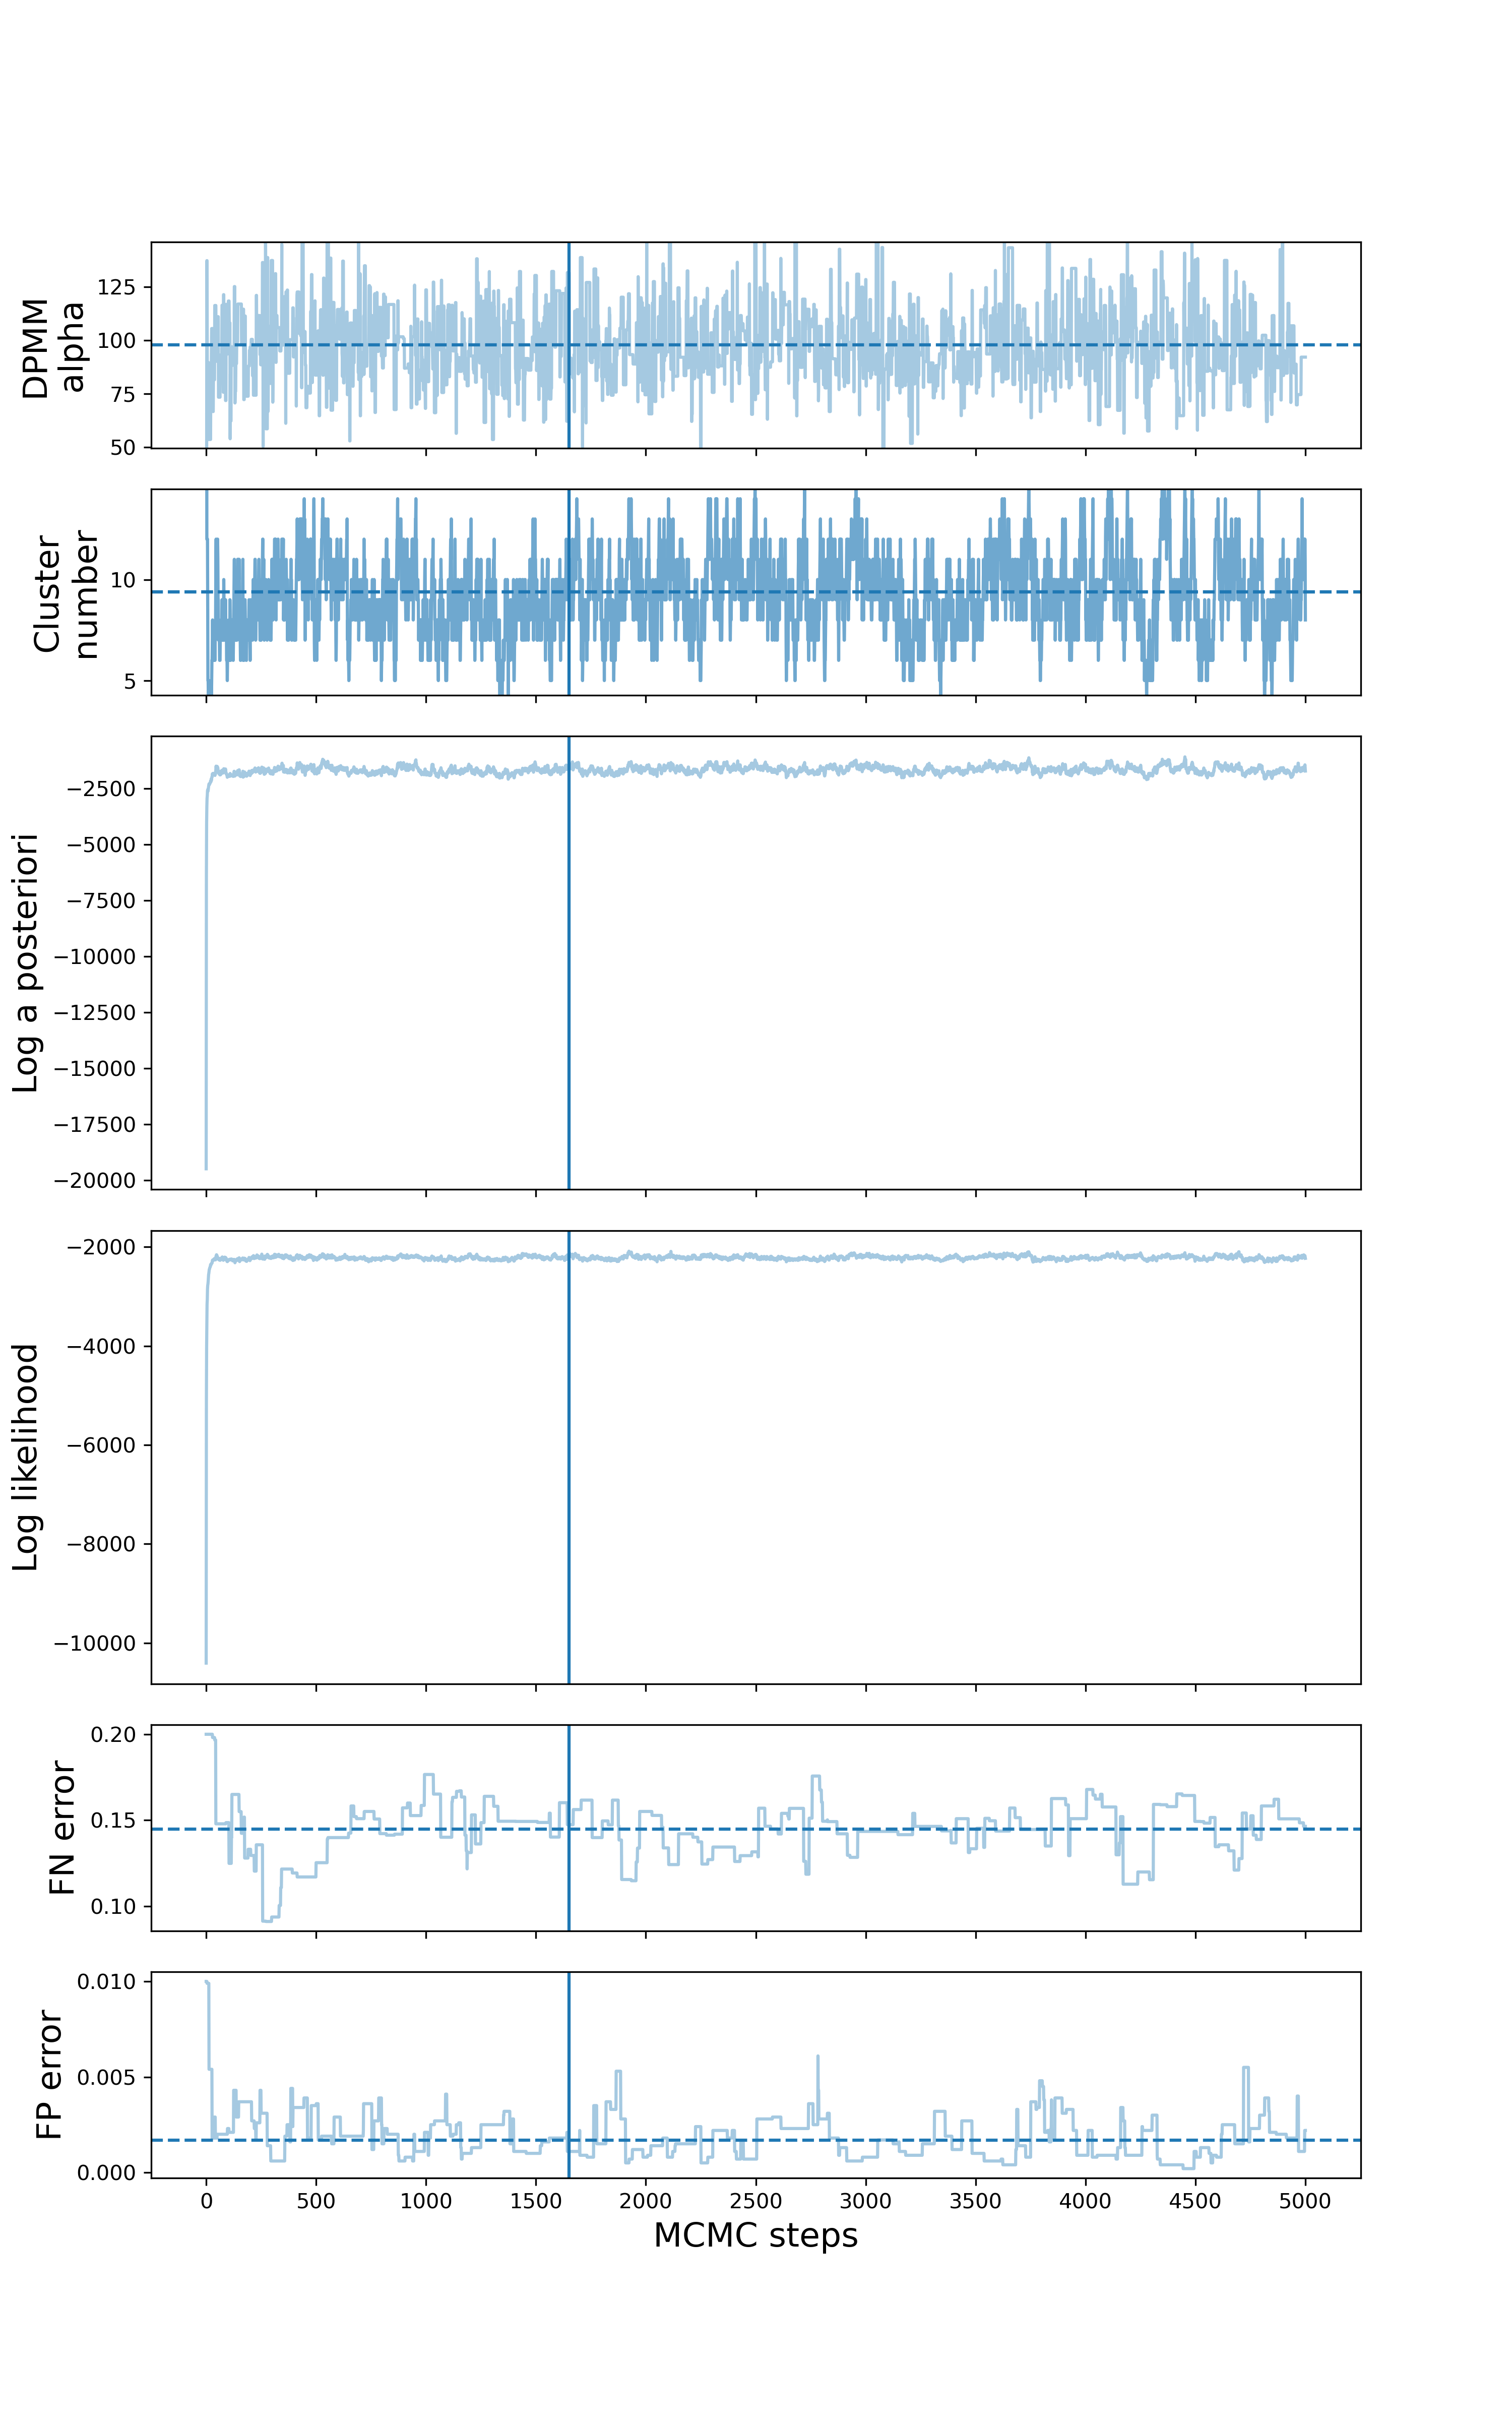 DPMM
alpha
125
100
75
50
Cluster
number
10
5
Log a posteriori
−2500
−5000
−7500
−10000
−12500
−15000
−17500
−20000
Log likelihood
−2000
−4000
−6000
−8000
−10000
FN error
0.20
0.15
0.10
FP error
0.010
0.005
0.000
0 500 1000 1500 2000 2500 3000 3500 4000 4500 5000
MCMC steps